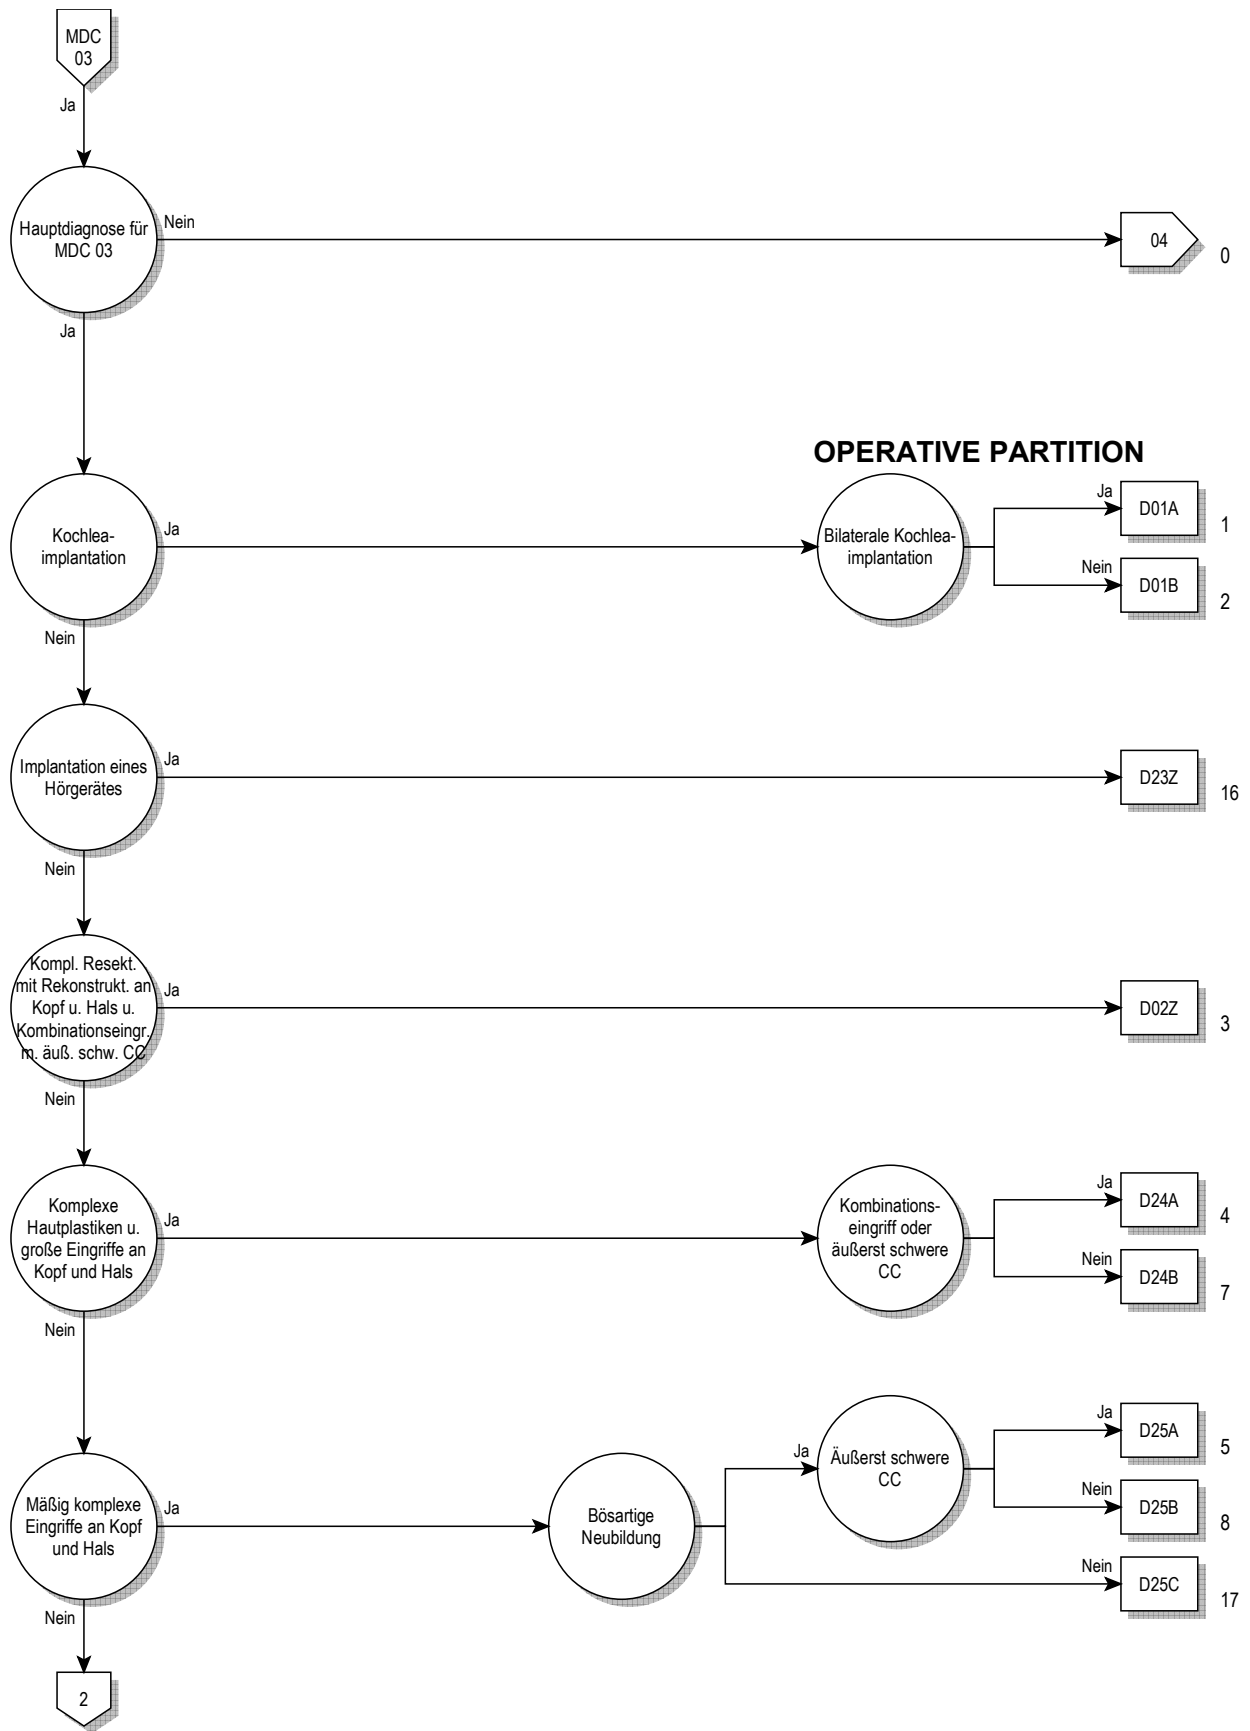 MDC
03
Ja
Hauptdiagnose für
MDC 03
Nein
04
0
Ja
OPERATIVE PARTITION
Kochlea-
implantation
Ja
Bilaterale Kochlea-
implantation
Ja
D01A
1
Nein
D01B
2
Nein
Implantation eines
Hörgerätes
Ja
D23Z
16
Nein
Kompl. Resekt.
mit Rekonstrukt. an
Kopf u. Hals u.
Kombinationseingr.
m. äuß. schw. CC
Ja
D02Z
3
Nein
Komplexe
Hautplastiken u.
große Eingriffe an
Kopf und Hals
Ja
Kombinations-
eingriff oder
äußerst schwere
CC
Ja
D24A
4
Nein
D24B
7
Nein
Mäßig komplexe
Eingriffe an Kopf
und Hals
Ja
Bösartige
Neubildung
Ja
Äußerst schwere
CC
Ja
D25A
5
Nein
D25B
8
Nein
D25C
17
Nein
2